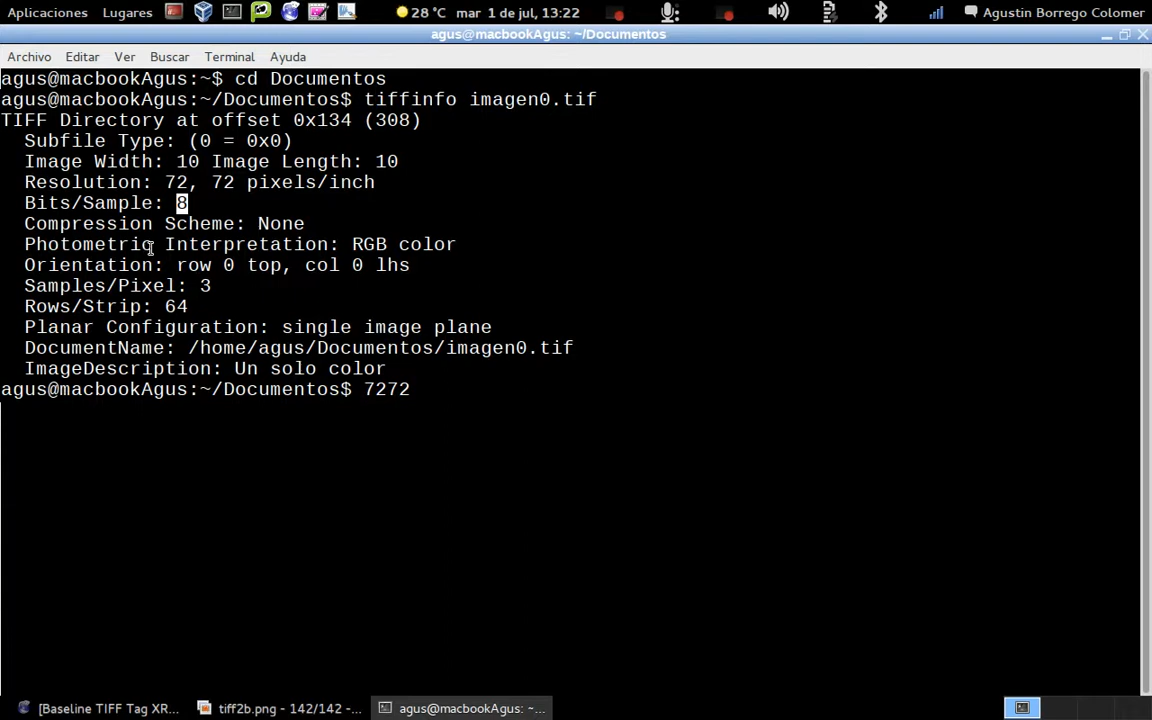 Aplicaciones Lugares 28 °C mar 1 de jul, 13:22 Agustin Borrego Colomer
agus@macbookAgus: ~/Documentos
Archivo Editar Ver Buscar Terminal Ayuda
agus@macbookAgus:~$ cd Documentos
agus@macbookAgus:~/Documentos$ tiffinfo imagen0.tif
TIFF Directory at offset 0x134 (308)
Subfile Type: (0 = 0x0)
Image Width: 10 Image Length: 10
Resolution: 72, 72 pixels/inch
Bits/Sample: 8
Compression Scheme: None
Photometric Interpretation: RGB color
Orientation: row 0 top, col 0 lhs
Samples/Pixel: 3
Rows/Strip: 64
Planar Configuration: single image plane
DocumentName: /home/agus/Documentos/imagen0.tif
ImageDescription: Un solo color
agus@macbookAgus:~/Documentos$ 7272
[Baseline TIFF Tag XR... tiff2b.png - 142/142 -... agus@macbookAgus: ~...